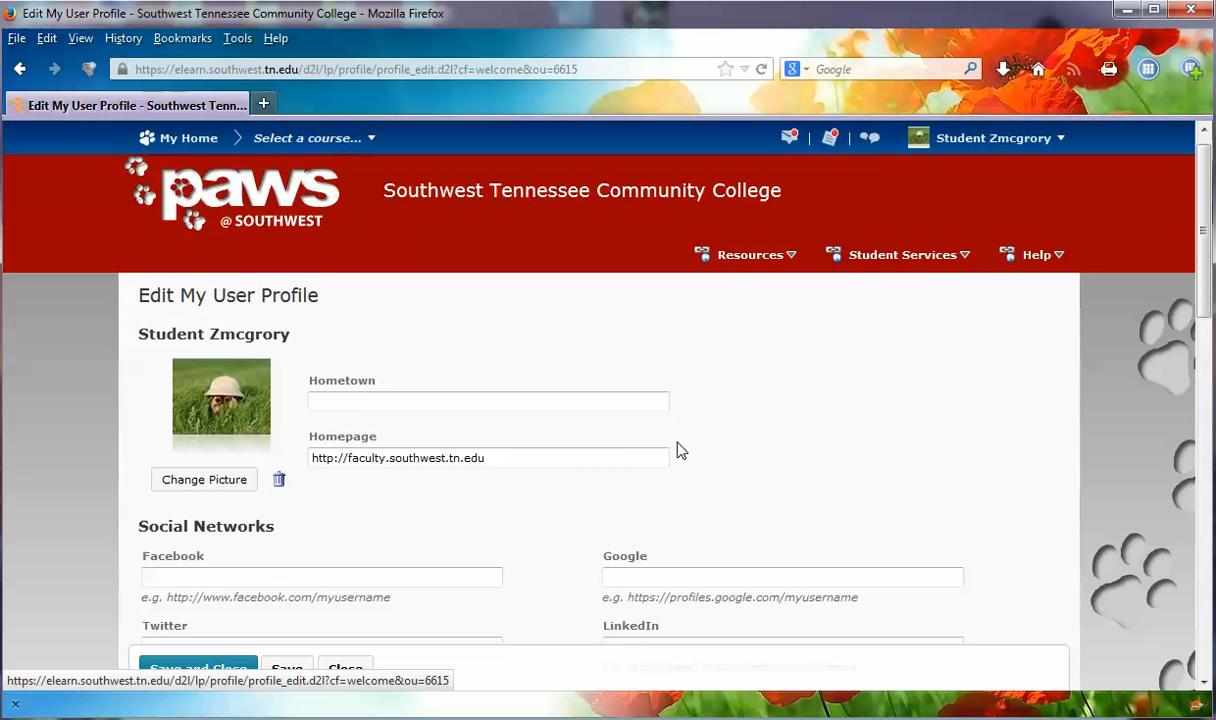 Edit My User Profile - Southwest Tennessee Community College - Mozilla Firefox
File Edit View History Bookmarks Tools Help
https://elearn.southwest.tn.edu/d2l/lp/profile/profile_edit.d2l?cf=welcome&ou=6615
Google
Edit My User Profile - Southwest Tenn...
My Home
Select a course...
Student Zmcgrory
paws
@ SOUTHWEST
Southwest Tennessee Community College
Resources
Student Services
Help
Edit My User Profile
Student Zmcgrory
Hometown
Homepage
http://faculty.southwest.tn.edu
Change Picture
Social Networks
Facebook
Google
e.g. http://www.facebook.com/myusername
e.g. https://profiles.google.com/myusername
Twitter
LinkedIn
Save and Close
Save
Close
https://elearn.southwest.tn.edu/d2l/lp/profile/profile_edit.d2l?cf=welcome&ou=6615